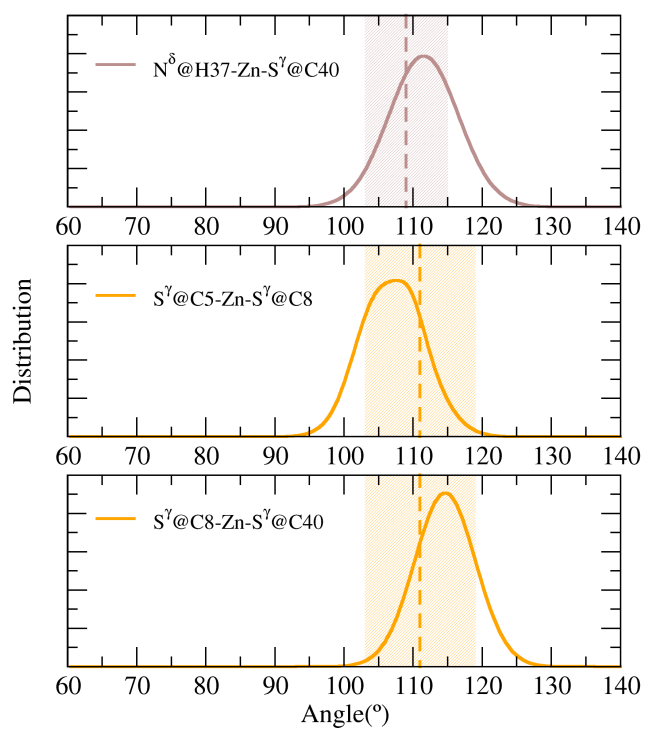 N^δ@H37-Zn-S^γ@C40
60 70 80 90 100 110 120 130 140
S^γ@C5-Zn-S^γ@C8
60 70 80 90 100 110 120 130 140
Distribution
S^γ@C8-Zn-S^γ@C40
60 70 80 90 100 110 120 130 140
Angle(º)